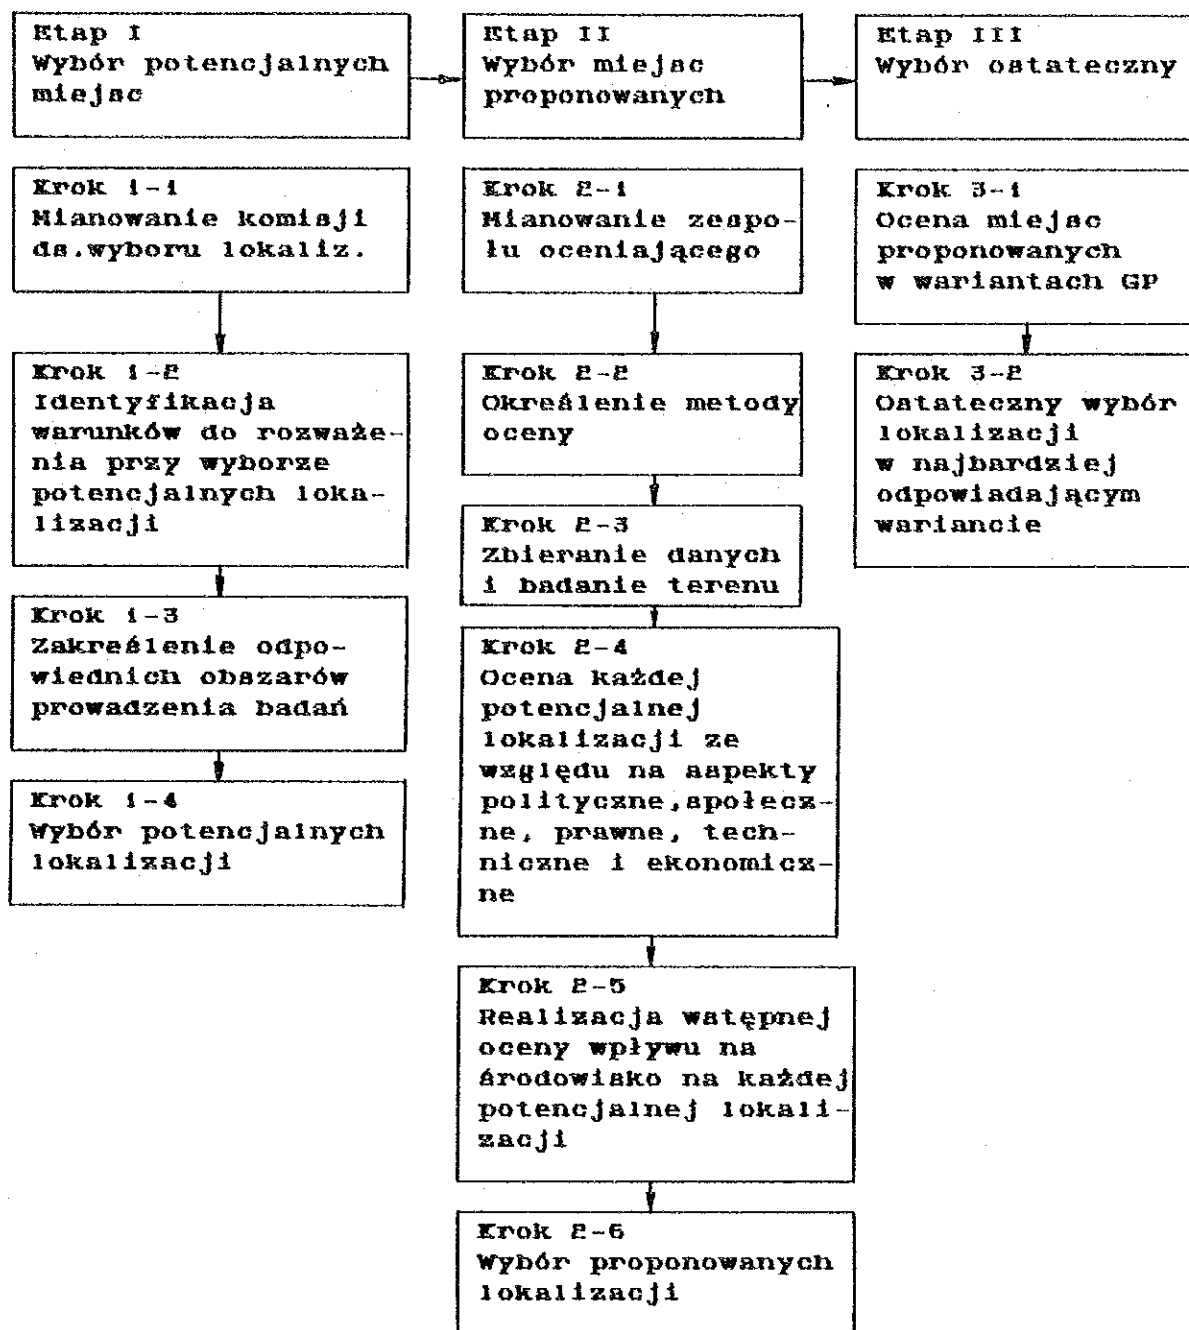 Etap I
Wybór potencjalnych
miejsc
Etap II
Wybór miejsc
proponowanych
Etap III
Wybór ostateczny
Krok 1-1
Mianowanie komisji
ds.wyboru lokaliz.
Krok 1-2
Identyfikacja
warunków do rozważe-
nia przy wyborze
potencjalnych loka-
lizacji
Krok 1-3
Zakreślenie odpo-
wiednich obszarów
prowadzenia badań
Krok 1-4
Wybór potencjalnych
lokalizacji
Krok 2-1
Mianowanie zespo-
łu oceniającego
Krok 2-2
Określenie metody
oceny
Krok 2-3
Zbieranie danych
i badanie terenu
Krok 2-4
Ocena każdej
potencjalnej
lokalizacji ze
względu na aspekty
polityczne,społecz-
ne, prawne, tech-
niczne i ekonomicz-
ne
Krok 2-5
Realizacja wstępnej
oceny wpływu na
środowisko na każdej
potencjalnej lokali-
zacji
Krok 2-6
Wybór proponowanych
lokalizacji
Krok 3-1
Ocena miejsc
proponowanych
w wariantach GP
Krok 3-2
Ostateczny wybór
lokalizacji
w najbardziej
odpowiadającym
wariancie